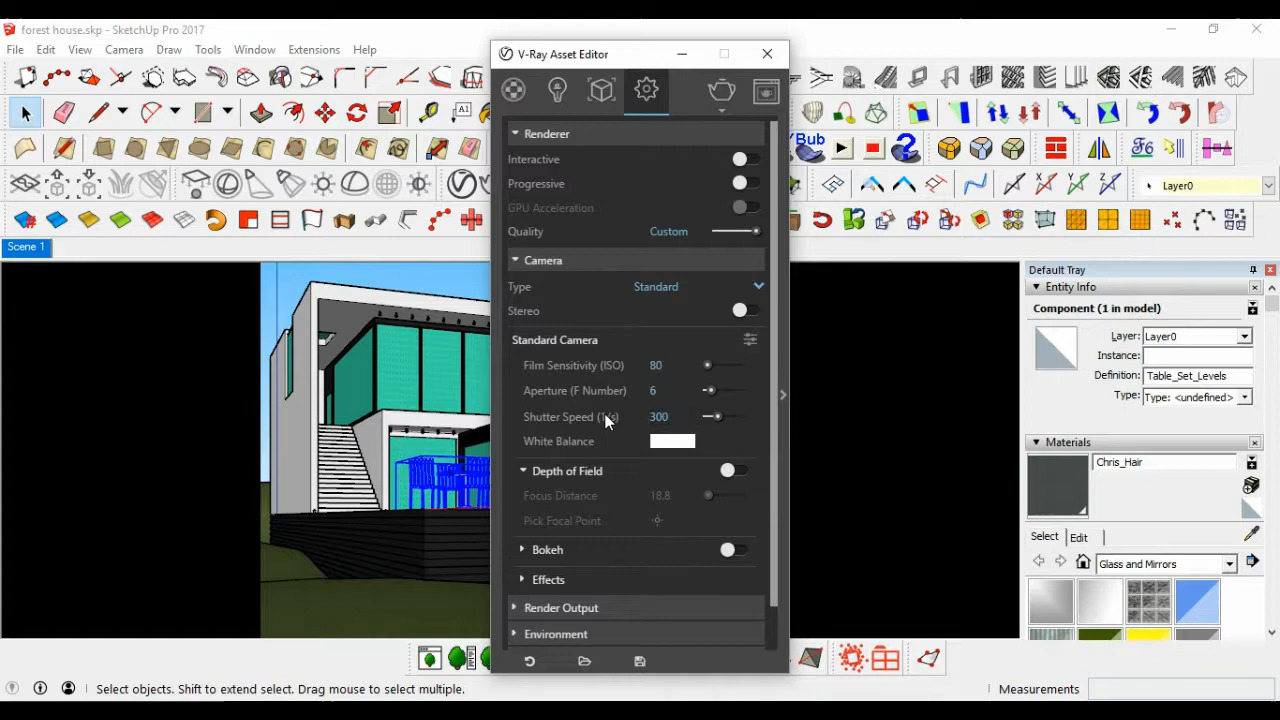 forest house.skp - SketchUp Pro 2017
File Edit View Camera Draw Tools Window Extensions Help
V-Ray Asset Editor
A1
Bub
F6
X
Y
Z
Layer0
Scene 1
Renderer
Interactive
Progressive
GPU Acceleration
Quality Custom
Camera
Type Standard
Stereo
Standard Camera
Film Sensitivity (ISO) 80
Aperture (F Number) 6
Shutter Speed (1/s) 300
White Balance
Depth of Field
Focus Distance 18.8
Pick Focal Point
Bokeh
Effects
Render Output
Environment
Default Tray
Entity Info
Component (1 in model)
Layer: Layer0
Instance:
Definition: Table_Set_Levels
Type: Type: <undefined>
Materials
Chris_Hair
Select Edit
Glass and Mirrors
Select objects. Shift to extend select. Drag mouse to select multiple.
Measurements